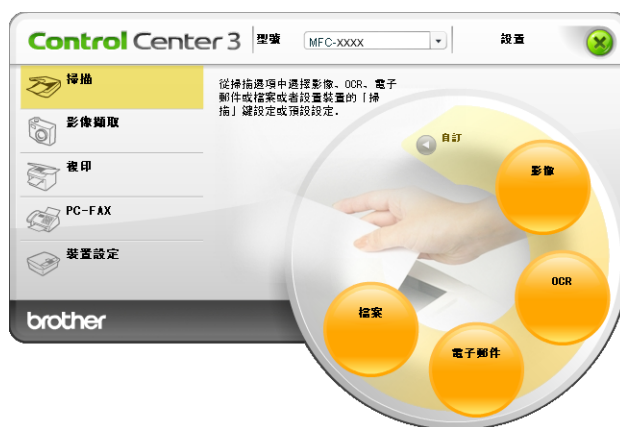 Control Center 3
型號
MFC-XXXX
設置
掃描
影像擷取
複印
PC-FAX
裝置設定
從掃描選項中選擇影像、OCR、電子
郵件或檔案或者設置裝置的「掃
描」鍵設定或預設設定.
自訂
影像
OCR
電子郵件
檔案
brother